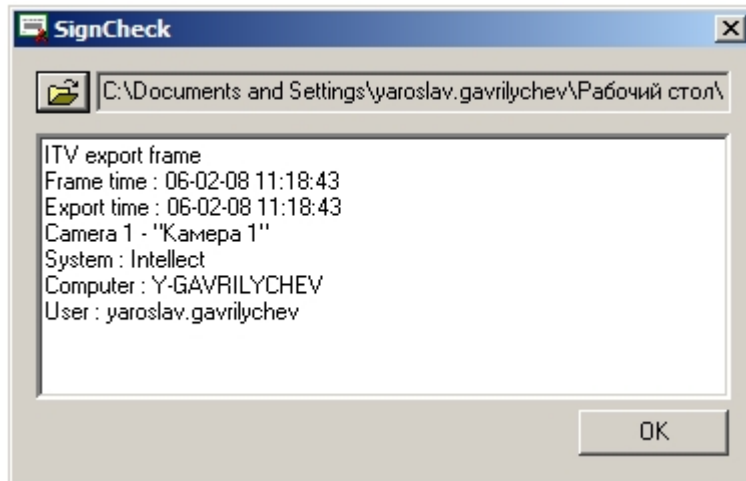 SignCheck
C:\Documents and Settings\yaroslav.gavrilychev\Рабочий стол\
ITV export frame
Frame time : 06-02-08 11:18:43
Export time : 06-02-08 11:18:43
Camera 1 - "Камера 1"
System : Intellect
Computer : Y-GAVRILYCHEV
User : yaroslav.gavrilychev
OK